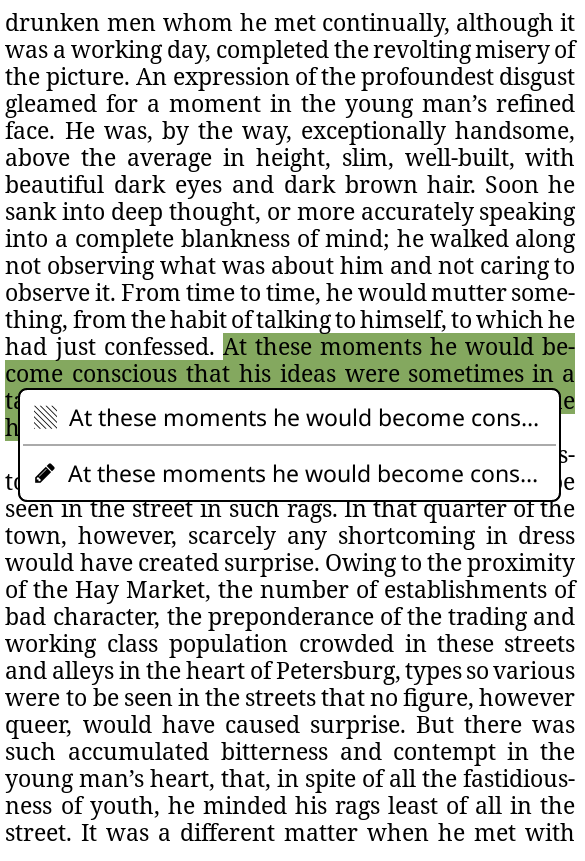 drunken men whom he met continually, although it
was a working day, completed the revolting misery of
the picture. An expression of the profoundest disgust
gleamed for a moment in the young man’s refined
face. He was, by the way, exceptionally handsome,
above the average in height, slim, well-built, with
beautiful dark eyes and dark brown hair. Soon he
sank into deep thought, or more accurately speaking
into a complete blankness of mind; he walked along
not observing what was about him and not caring to
observe it. From time to time, he would mutter some-
thing, from the habit of talking to himself, to which he
had just confessed. At these moments he would be-
come conscious that his ideas were sometimes in a
At these moments he would become cons...
At these moments he would become cons...
seen in the street in such rags. In that quarter of the
town, however, scarcely any shortcoming in dress
would have created surprise. Owing to the proximity
of the Hay Market, the number of establishments of
bad character, the preponderance of the trading and
working class population crowded in these streets
and alleys in the heart of Petersburg, types so various
were to be seen in the streets that no figure, however
queer, would have caused surprise. But there was
such accumulated bitterness and contempt in the
young man’s heart, that, in spite of all the fastidious-
ness of youth, he minded his rags least of all in the
street. It was a different matter when he met with